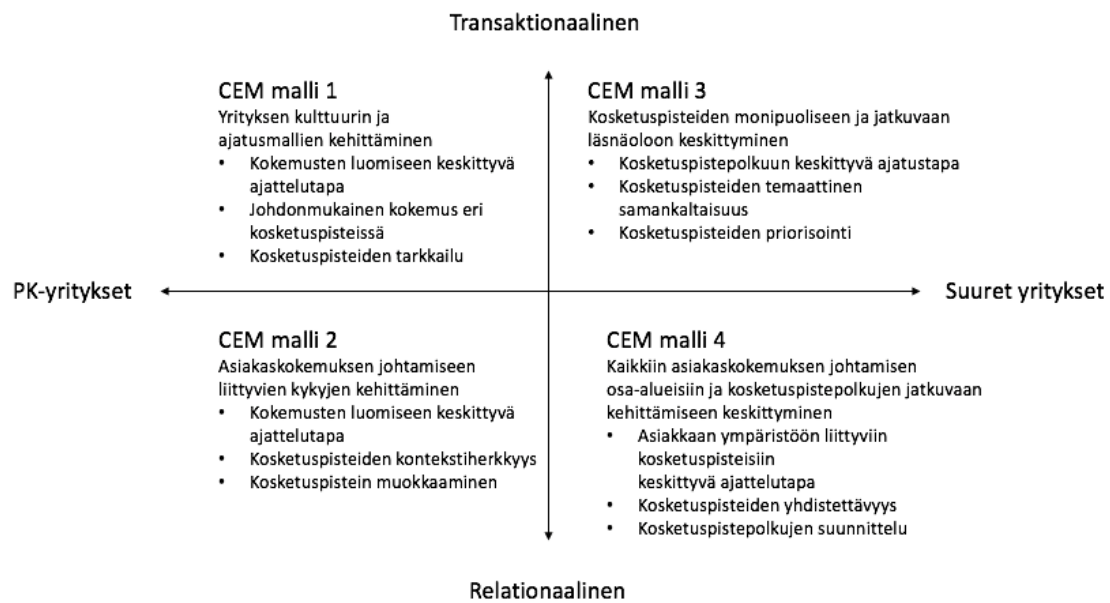 Transaktionaalinen
CEM malli 1
Yrityksen kulttuurin ja
ajatusmallien kehittäminen
• Kokemusten luomiseen keskittyvä
ajattelutapa
• Johdonmukainen kokemus eri
kosketuspisteissä
• Kosketuspisteiden tarkkailu
CEM malli 3
Kosketuspisteiden monipuoliseen ja jatkuvaan
läsnäoloon keskittyminen
• Kosketuspistepolkuun keskittyvä ajatustapa
• Kosketuspisteiden temaattinen
samankaltaisuus
• Kosketuspisteiden priorisointi
PK-yritykset
Suuret yritykset
CEM malli 2
Asiakaskokemuksen johtamiseen
liittyvien kykyjen kehittäminen
• Kokemusten luomiseen keskittyvä
ajattelutapa
• Kosketuspisteiden kontekstiherkkyys
• Kosketuspistein muokkaaminen
CEM malli 4
Kaikkiin asiakaskokemuksen johtamisen
osa-alueisiin ja kosketuspistepolkujen jatkuvaan
kehittämiseen keskittyminen
• Asiakkaan ympäristöön liittyviin
kosketuspisteisiin
keskittyvä ajattelutapa
• Kosketuspisteiden yhdistettävyys
• Kosketuspistepolkujen suunnittelu
Relationaalinen